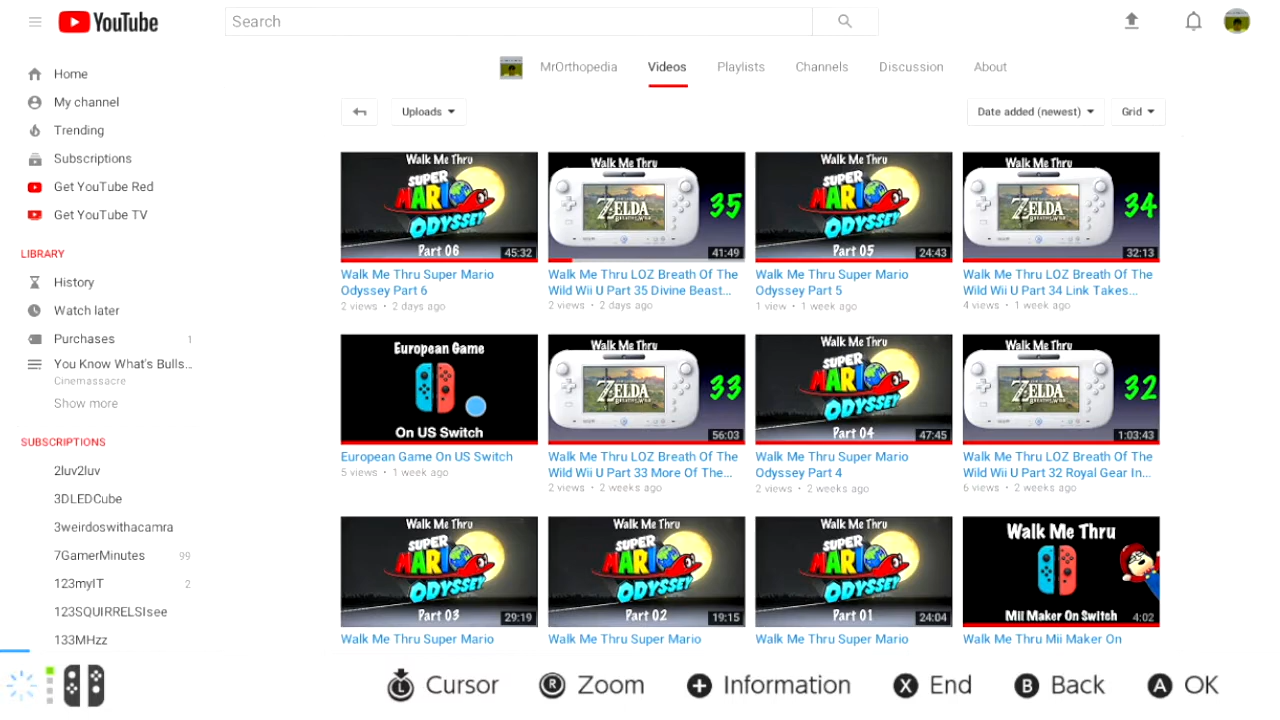 YouTube
Search
MrOrthopedia Videos Playlists Channels Discussion About
Uploads
Date added (newest) Grid
Home
My channel
Trending
Subscriptions
Get YouTube Red
Get YouTube TV
LIBRARY
History
Watch later
Purchases 1
You Know What's Bulls...
Cinemassacre
Show more
SUBSCRIPTIONS
2luv2luv
3DLEDCube
3weirdoswithacamra
7GamerMinutes 99
123myIT 2
123SQUIRRELSIsee
133MHzz
Walk Me Thru
SUPER
MARIO
ODYSSEY
Part 06
45:32
Walk Me Thru Super Mario
Odyssey Part 6
2 views • 2 days ago
Walk Me Thru
ZELDA
35
41:49
Walk Me Thru LOZ Breath Of The
Wild Wii U Part 35 Divine Beast...
2 views • 2 days ago
Walk Me Thru
SUPER
MARIO
ODYSSEY
Part 05
24:43
Walk Me Thru Super Mario
Odyssey Part 5
1 view • 1 week ago
Walk Me Thru
ZELDA
34
32:13
Walk Me Thru LOZ Breath Of The
Wild Wii U Part 34 Link Takes...
4 views • 1 week ago
European Game
On US Switch
European Game On US Switch
5 views • 1 week ago
Walk Me Thru
ZELDA
33
56:03
Walk Me Thru LOZ Breath Of The
Wild Wii U Part 33 More Of The...
2 views • 2 weeks ago
Walk Me Thru
SUPER
MARIO
ODYSSEY
Part 04
47:45
Walk Me Thru Super Mario
Odyssey Part 4
2 views • 2 weeks ago
Walk Me Thru
ZELDA
32
1:03:43
Walk Me Thru LOZ Breath Of The
Wild Wii U Part 32 Royal Gear In...
6 views • 2 weeks ago
Walk Me Thru
SUPER
MARIO
ODYSSEY
Part 03
29:19
Walk Me Thru Super Mario
Walk Me Thru
SUPER
MARIO
ODYSSEY
Part 02
19:15
Walk Me Thru Super Mario
Walk Me Thru
SUPER
MARIO
ODYSSEY
Part 01
24:04
Walk Me Thru Super Mario
Walk Me Thru
Mii Maker On Switch
4:02
Walk Me Thru Mii Maker On
L Cursor R Zoom + Information X End B Back A OK